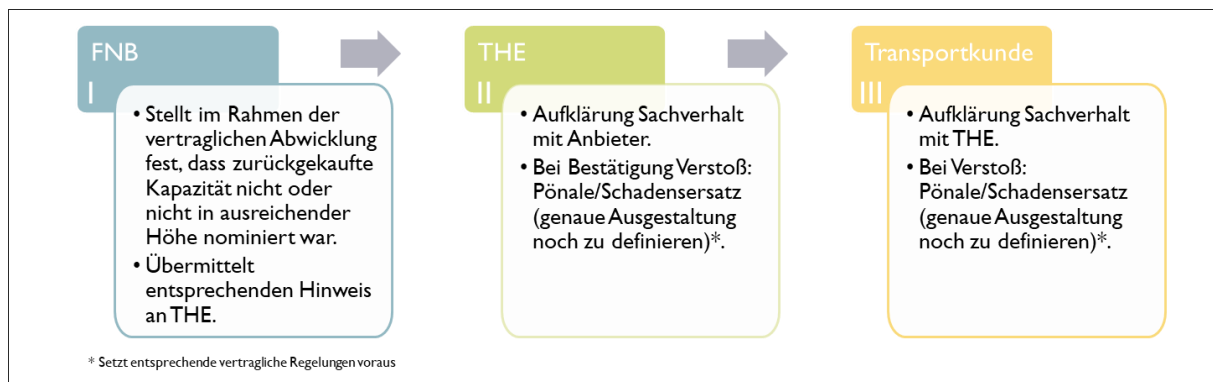 FNB
I
• Stellt im Rahmen der
vertraglichen Abwicklung
fest, dass zurückgekaufte
Kapazität nicht oder
nicht in ausreichender
Höhe nominiert war.
• Übermittelt
entsprechenden Hinweis
an THE.
THE
II
• Aufklärung Sachverhalt
mit Anbieter.
• Bei Bestätigung Verstoß:
Pönale/Schadensersatz
(genaue Ausgestaltung
noch zu definieren)*.
Transportkunde
III
• Aufklärung Sachverhalt
mit THE.
• Bei Verstoß:
Pönale/Schadensersatz
(genaue Ausgestaltung
noch zu definieren)*.
* Setzt entsprechende vertragliche Regelungen voraus